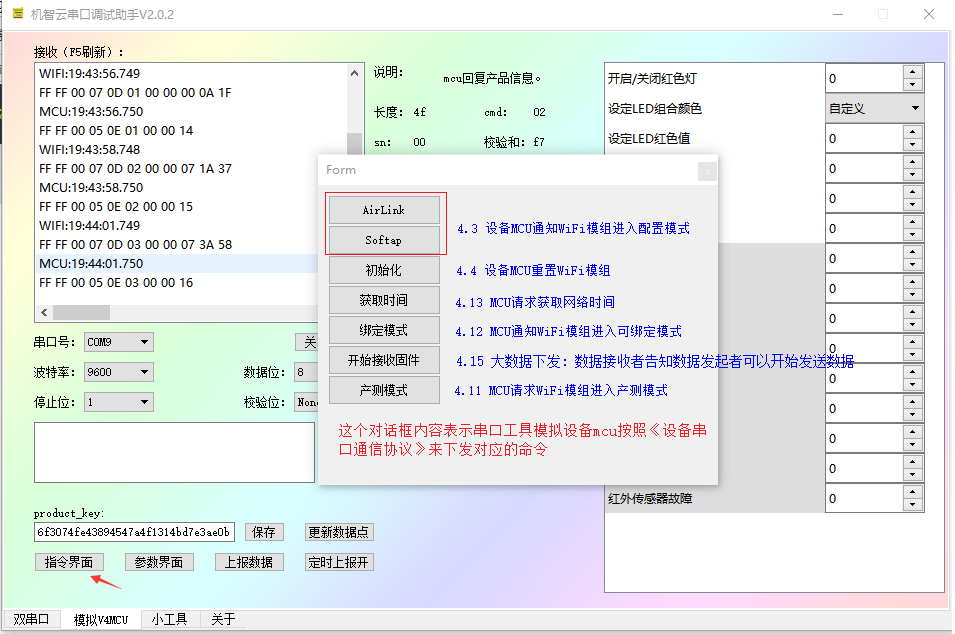 机智云串口调试助手V2.0.2
接收（F5刷新）：
WIFI:19:43:56.749
FF FF 00 07 0D 01 00 00 00 0A 1F
MCU:19:43:56.750
FF FF 00 05 0E 01 00 00 14
WIFI:19:43:58.748
FF FF 00 07 0D 02 00 00 07 1A 37
MCU:19:43:58.750
FF FF 00 05 0E 02 00 00 15
WIFI:19:44:01.749
FF FF 00 07 0D 03 00 00 07 3A 58
MCU:19:44:01.750
FF FF 00 05 0E 03 00 00 16
说明： mcu回复产品信息。
长度： 4f cmd: 02
sn: 00 校验和: f7
开启/关闭红色灯 0
设定LED组合颜色 自定义
设定LED红色值 0
0
0
0
0
0
0
0
0
0
0
0
红外传感器故障 0
Form
AirLink
Softap
4.3 设备MCU通知WiFi模组进入配置模式
初始化 4.4 设备MCU重置WiFi模组
获取时间 4.13 MCU请求获取网络时间
绑定模式 4.12 MCU通知WiFi模组进入可绑定模式
开始接收固件 4.15 大数据下发：数据接收者告知数据发起者可以开始发送数据
产测模式 4.11 MCU请求WiFi模组进入产测模式
这个对话框内容表示串口工具模拟设备mcu按照《设备串
口通信协议》来下发对应的命令
串口号： COM9 关
波特率： 9600 数据位： 8
停止位： 1 校验位： None
product_key:
6f3074fe43894547a4f1314bd7e3ae0b 保存 更新数据点
指令界面 参数界面 上报数据 定时上报开
双串口 模拟V4MCU 小工具 关于